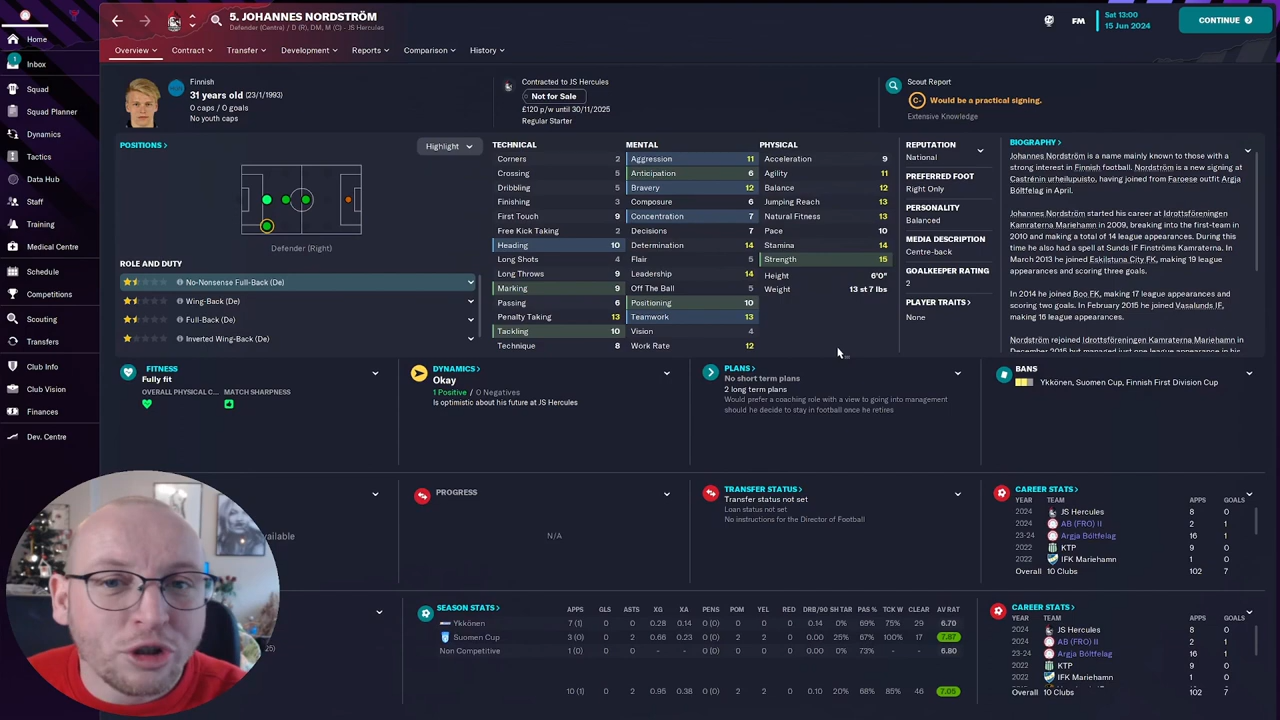 5. JOHANNES NORDSTRÖM
Defender (Centra) / D (R), DM, M (C) - JS Hercules
FM
Sat 13:00
15 Jun 2024
CONTINUE
Overview
Contract
Transfer
Development
Reports
Comparison
History
Home
1
Inbox
Squad
Squad Planner
Dynamics
Tactics
Data Hub
Staff
Training
Medical Centre
Schedule
Competitions
Scouting
Transfers
Club Info
Club Vision
Finances
Dev. Centre
Finnish
31 years old (23/1/1993)
0 caps / 0 goals
No youth caps
Contracted to JS Hercules
Not for Sale
£120 p/w until 30/11/2025
Regular Starter
Scout Report
C- Would be a practical signing.
Extensive Knowledge
POSITIONS
Highlight
Defender (Right)
ROLE AND DUTY
No-Nonsense Full-Back (De)
Wing-Back (De)
Full-Back (De)
Inverted Wing-Back (De)
TECHNICAL
Corners 2
Crossing 5
Dribbling 5
Finishing 3
First Touch 9
Free Kick Taking 2
Heading 10
Long Shots 4
Long Throws 9
Marking 9
Passing 6
Penalty Taking 13
Tackling 10
Technique 8
MENTAL
Aggression 11
Anticipation 6
Bravery 12
Composure 6
Concentration 7
Decisions 7
Determination 14
Flair 5
Leadership 14
Off The Ball 5
Positioning 10
Teamwork 13
Vision 4
Work Rate 12
PHYSICAL
Acceleration 9
Agility 11
Balance 12
Jumping Reach 13
Natural Fitness 13
Pace 10
Stamina 14
Strength 15
Height 6'0"
Weight 13 st 7 lbs
REPUTATION
National
PREFERRED FOOT
Right Only
PERSONALITY
Balanced
MEDIA DESCRIPTION
Centre-back
GOALKEEPER RATING
2
PLAYER TRAITS
None
BIOGRAPHY
Johannes Nordström is a name mainly known to those with a
strong interest in Finnish football. Nordström is a new signing at
Castrénin urheilupuisto, having joined from Faroese outfit Argja
Bóltfelag in April.
Johannes Nordström started his career at Idrottsföreningen
Kamraterna Mariehamn in 2009, breaking into the first-team in
2010 and making a total of 14 league appearances. During this
time he also had a spell at Sunds IF Finströms Kamraterna. In
March 2013 he joined Eskilstuna City FK, making 19 league
appearances and scoring three goals.
In 2014 he joined Boo FK, making 17 league appearances and
scoring two goals. In February 2015 he joined Vasalunds IF,
making 16 league appearances.
Nordström rejoined Idrottsföreningen Kamraterna Mariehamn in
December 2015 but managed just one league appearance in his
FITNESS
Fully fit
OVERALL PHYSICAL C... MATCH SHARPNESS
DYNAMICS
Okay
1 Positive / 0 Negatives
Is optimistic about his future at JS Hercules
PLANS
No short term plans
2 long term plans
Would prefer a coaching role with a view to going into management
should he decide to stay in football once he retires
BANS
Ykkönen, Suomen Cup, Finnish First Division Cup
vailable
PROGRESS
N/A
TRANSFER STATUS
Transfer status not set
Loan status not set
No instructions for the Director of Football
CAREER STATS
YEAR TEAM APPS GOALS
2024 JS Hercules 8 0
2024 AB (FRO) II 2 1
23-24 Argja Bóltfelag 16 1
2022 KTP 9 0
2022 IFK Mariehamn 1 0
Overall 10 Clubs 102 7
25)
SEASON STATS APPS GLS ASTS XG XA PENS POM YEL RED DRB/90 SH TAR PAS % TCK W CLEAR AV RAT
Ykkönen 7 (1) 0 0 0.28 0.14 0 (0) 0 0 0 0.14 0% 69% 75% 29 6.70
Suomen Cup 3 (0) 0 2 0.66 0.23 0 (0) 2 2 0 0.00 25% 67% 100% 17 7.87
Non Competitive 1 (0) 0 0 - - 0 (0) 0 0 0 0.00 0% 73% - - 6.80
10 (1) 0 2 0.95 0.38 0 (0) 2 2 0 0.10 20% 68% 85% 46 7.05
CAREER STATS
YEAR TEAM APPS GOALS
2024 JS Hercules 8 0
2024 AB (FRO) II 2 1
23-24 Argja Bóltfelag 16 1
2022 KTP 9 0
2022 IFK Mariehamn 1 0
Overall 10 Clubs 102 7